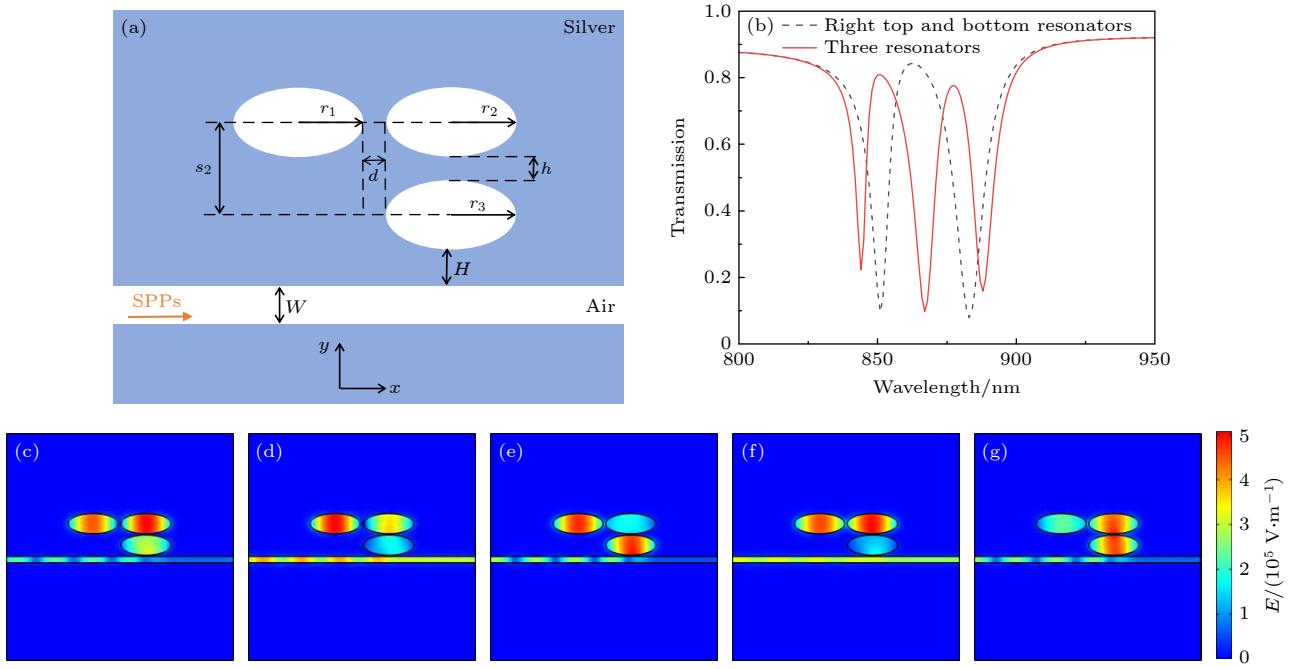 (a)
Silver
r1
r2
s2
d
h
r3
H
SPPs
W
Air
y
x
(b)
Right top and bottom resonators
Three resonators
Transmission
1.0
0.8
0.6
0.4
0.2
0
800
850
900
950
Wavelength/nm
(c)
(d)
(e)
(f)
(g)
5
4
3
2
1
0
E/(10⁵ V·m⁻¹)